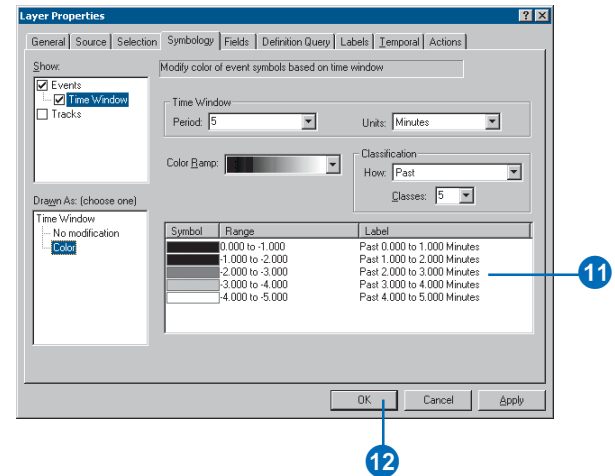 Layer Properties
General Source Selection Symbology Fields Definition Query Labels Temporal Actions
Show:
Events
Time Window
Tracks
Drawn As: (choose one)
Time Window
No modification
Color
Modify color of event symbols based on time window
Time Window
Period: 5 Units: Minutes
Color Ramp:
Classification
How: Past
Classes: 5
Symbol Range Label
0.000 to -1.000 Past 0.000 to 1.000 Minutes
-1.000 to -2.000 Past 1.000 to 2.000 Minutes
-2.000 to -3.000 Past 2.000 to 3.000 Minutes
-3.000 to -4.000 Past 3.000 to 4.000 Minutes
-4.000 to -5.000 Past 4.000 to 5.000 Minutes
11
OK Cancel Apply
12